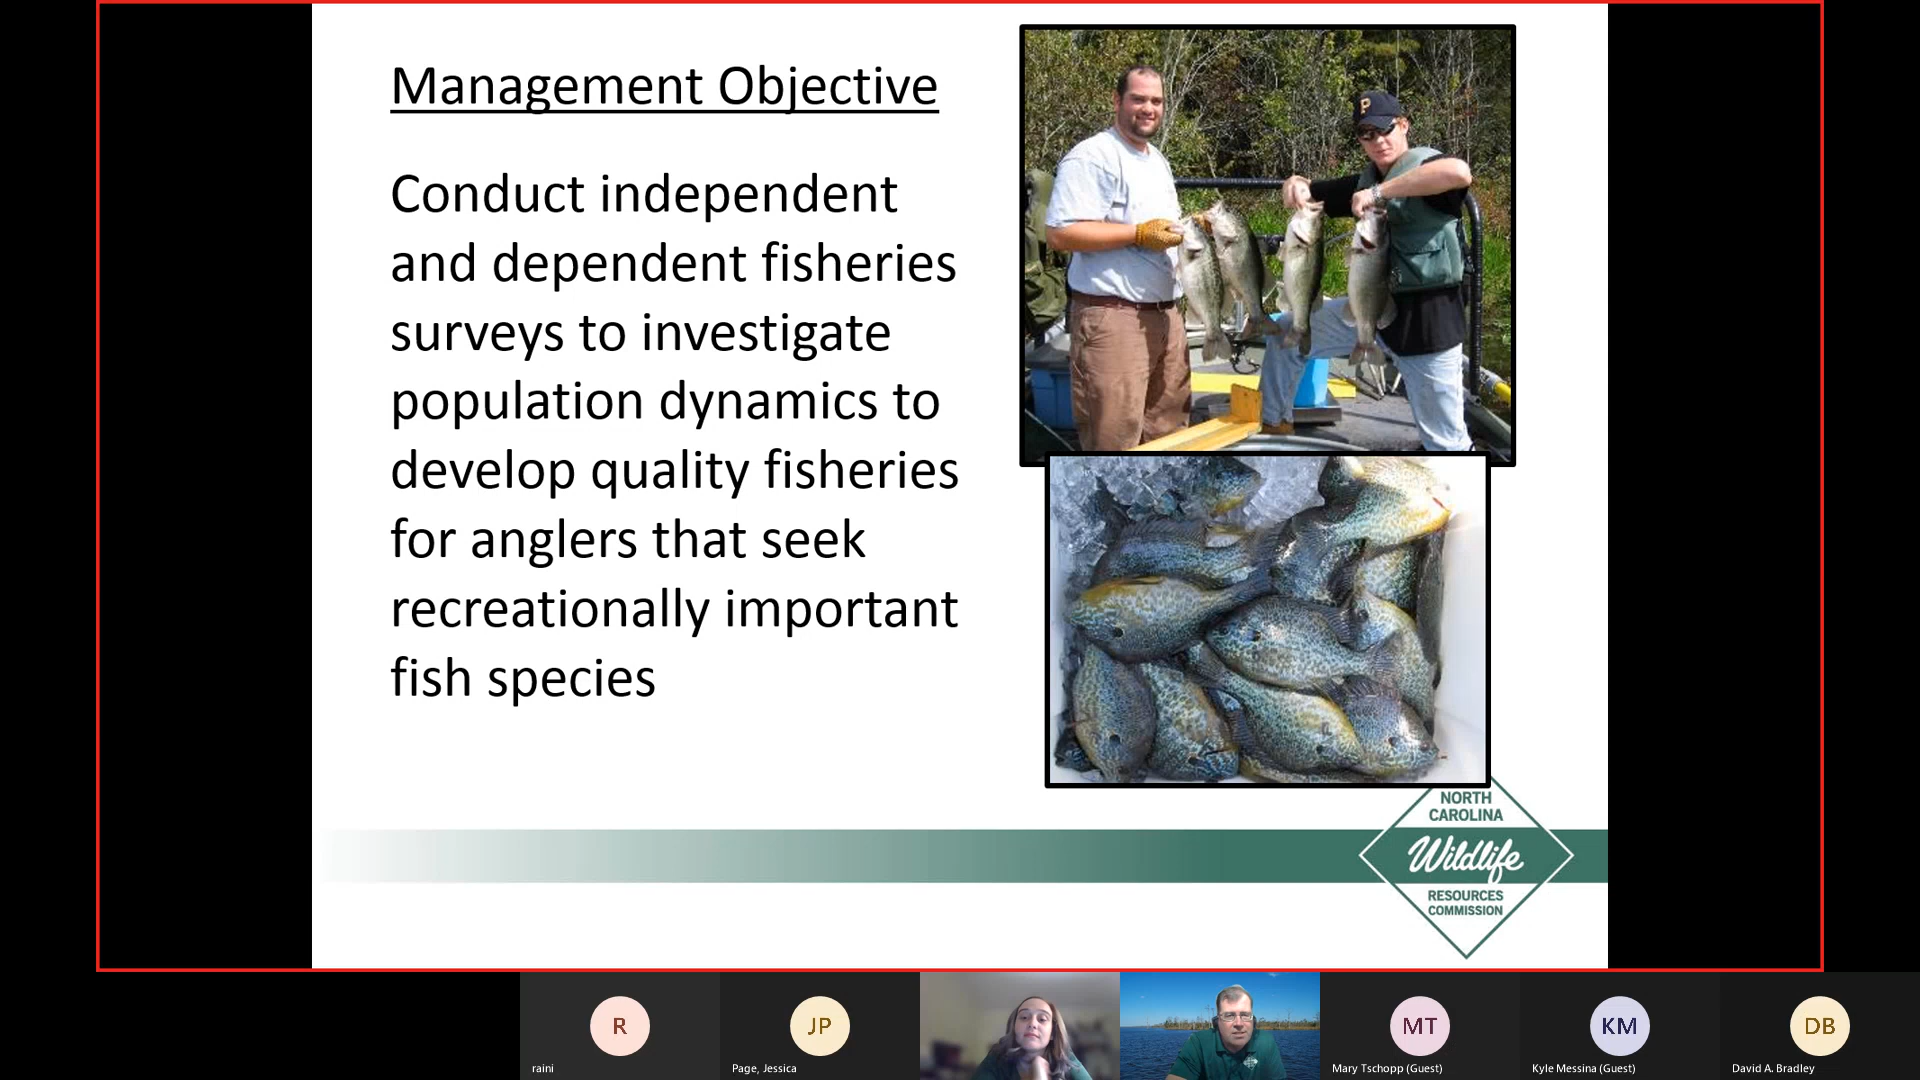 Management Objective
Conduct independent
and dependent fisheries
surveys to investigate
population dynamics to
develop quality fisheries
for anglers that seek
recreationally important
fish species
P
NORTH
CAROLINA
Wildlife
RESOURCES
COMMISSION
R
raini
JP
Page, Jessica
MT
Mary Tschopp (Guest)
KM
Kyle Messina (Guest)
DB
David A. Bradley